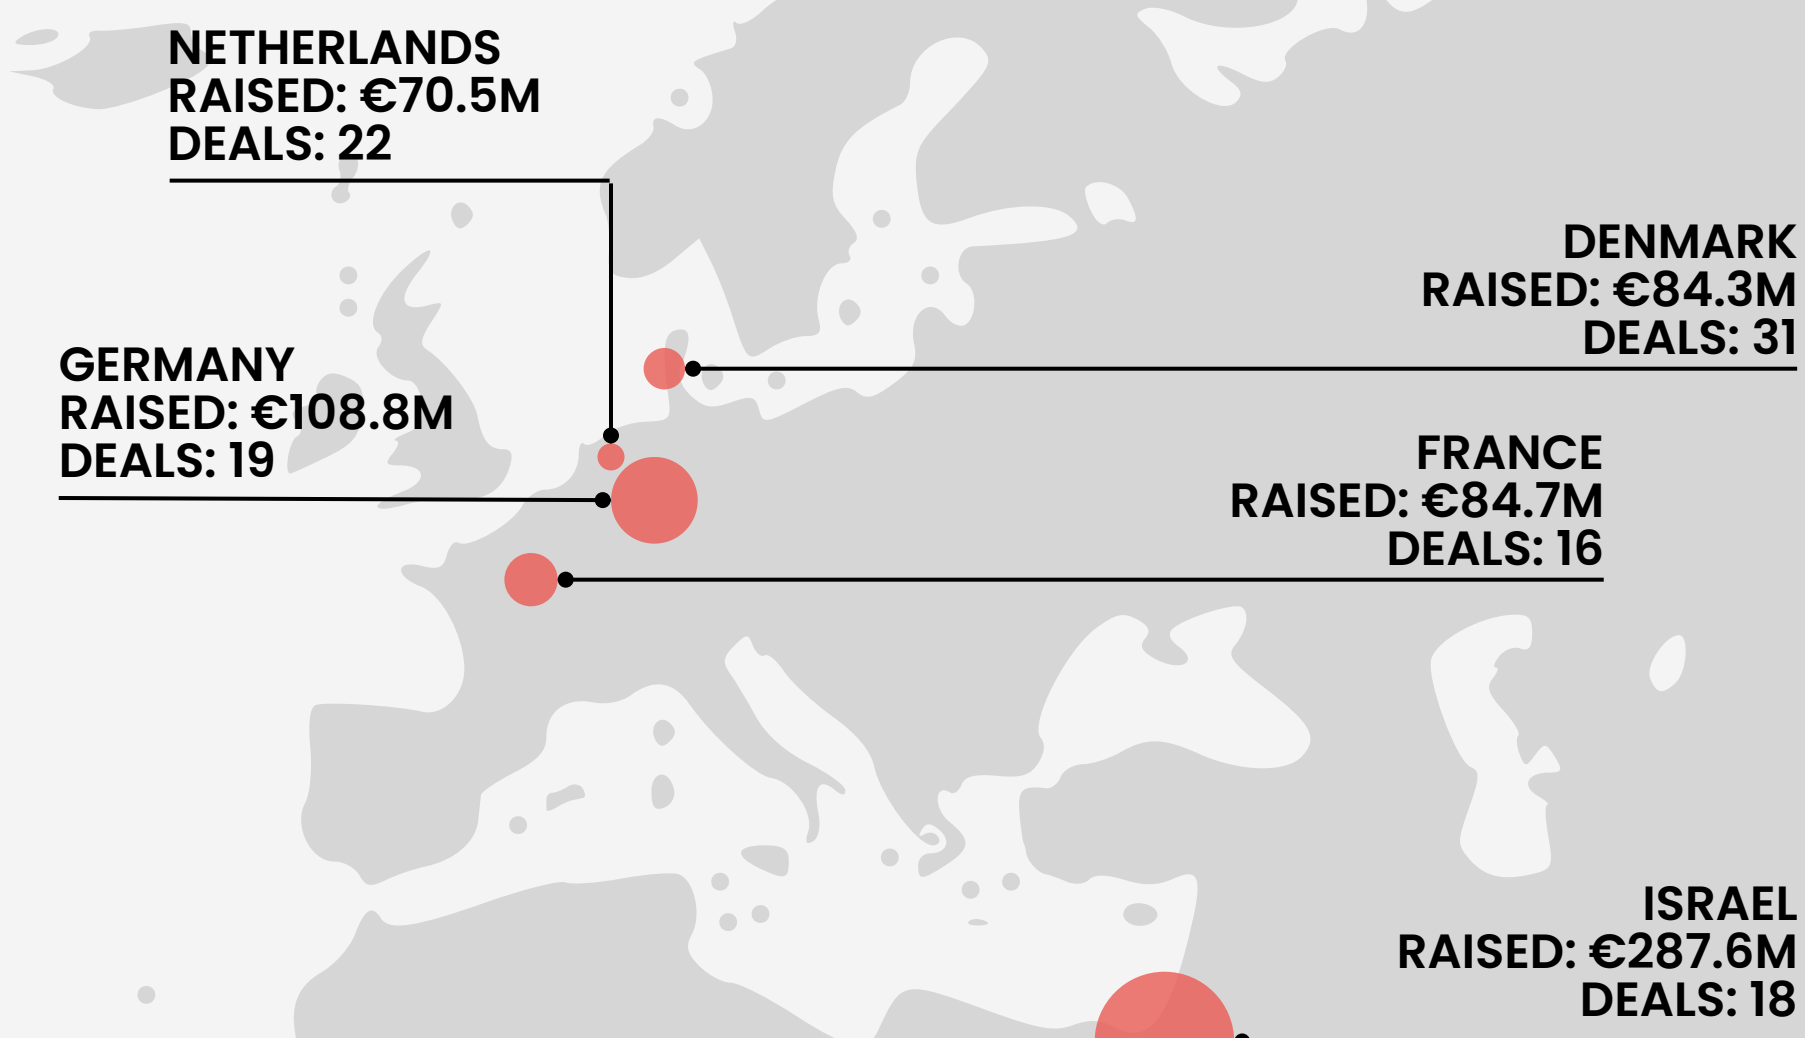 NETHERLANDS
RAISED: €70.5M
DEALS: 22
DENMARK
RAISED: €84.3M
DEALS: 31
GERMANY
RAISED: €108.8M
DEALS: 19
FRANCE
RAISED: €84.7M
DEALS: 16
ISRAEL
RAISED: €287.6M
DEALS: 18